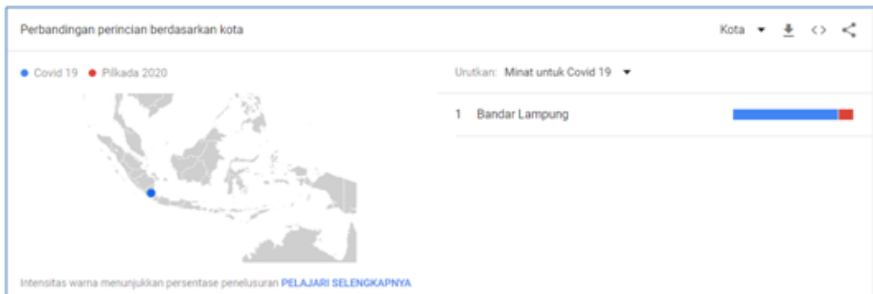 Perbandingan perincian berdasarkan kota
Kota
Covid 19 Pilkada 2020
Urutkan: Minat untuk Covid 19
1 Bandar Lampung
Intensitas warna menunjukkan persentase penelusuran PELAJARI SELENGKAPNYA